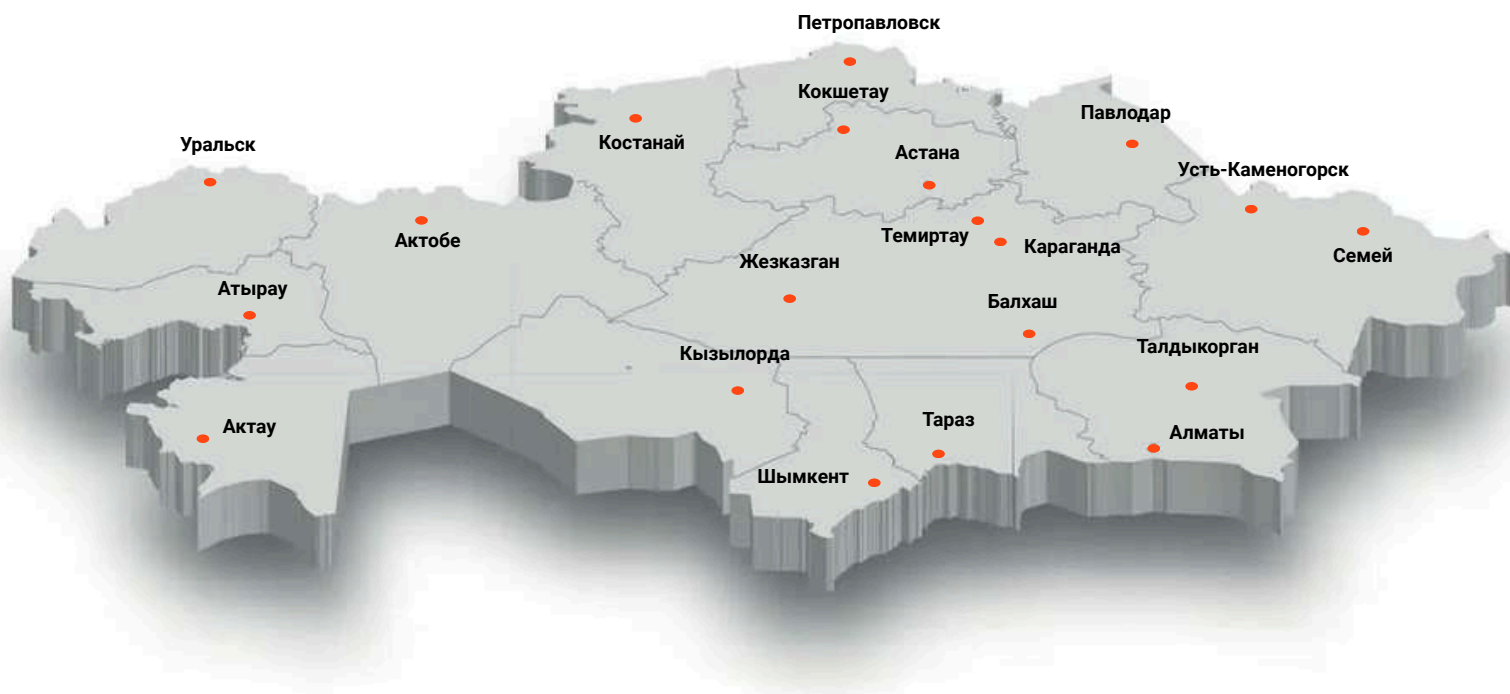 Петропавловск
Кокшетау
Павлодар
Костанай
Уральск
Астана
Усть-Каменогорск
Темиртау
Актобе
Караганда
Семей
Жезказган
Атырау
Балхаш
Талдыкорган
Кызылорда
Тараз
Актау
Алматы
Шымкент